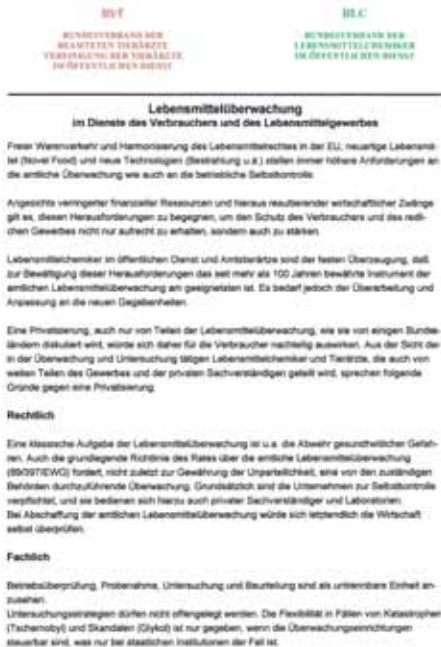 BbT
BUNDESVERBAND DER
BEAMTETEN TIERÄRZTE
VEREINIGUNG DER TIERÄRZTE
IM ÖFFENTLICHEN DIENST
BLC
BUNDESVERBAND DER
LEBENSMITTELCHEMIKER
IM ÖFFENTLICHEN DIENST
Lebensmittelüberwachung
im Dienste des Verbrauchers und des Lebensmittelgewerbes
Freier Warenverkehr und Harmonisierung des Lebensmittelrechtes in der EU, neuartige Lebensmit-
tel (Novel Food) und neue Technologien (Bestrahlung u.ä.) stellen immer höhere Anforderungen an
die amtliche Überwachung wie auch an die betriebliche Selbstkontrolle.
Angesichts verringerter finanzieller Ressourcen und hieraus resultierender wirtschaftlicher Zwänge
gilt es, diesen Herausforderungen zu begegnen, um den Schutz des Verbrauchers und des redli-
chen Gewerbes nicht nur aufrecht zu erhalten, sondern auch zu stärken.
Lebensmittelchemiker im öffentlichen Dienst und Amtstierärzte sind der festen Überzeugung, daß
zur Bewältigung dieser Herausforderungen das seit mehr als 100 Jahren bewährte Instrument der
amtlichen Lebensmittelüberwachung am geeignetsten ist. Es bedarf jedoch der Überarbeitung und
Anpassung an die neuen Gegebenheiten.
Eine Privatisierung, auch nur von Teilen der Lebensmittelüberwachung, wie sie von einigen Bundes-
ländern diskutiert wird, würde sich daher für die Verbraucher nachteilig auswirken. Aus der Sicht der
in der Überwachung und Untersuchung tätigen Lebensmittelchemiker und Tierärzte, die auch von
weiten Teilen des Gewerbes und der privaten Sachverständigen geteilt wird, sprechen folgende
Gründe gegen eine Privatisierung:
Rechtlich
Eine klassische Aufgabe der Lebensmittelüberwachung ist u.a. die Abwehr gesundheitlicher Gefah-
ren. Auch die grundlegende Richtlinie des Rates über die amtliche Lebensmittelüberwachung
(89/397/EWG) fordert, nicht zuletzt zur Gewährung der Unparteilichkeit, eine von den zuständigen
Behörden durchzuführende Überwachung. Grundsätzlich sind die Unternehmen zur Selbstkontrolle
verpflichtet, und sie bedienen sich hierzu auch privater Sachverständiger und Laboratorien.
Bei Abschaffung der amtlichen Lebensmittelüberwachung würde sich letztendlich die Wirtschaft
selbst überprüfen.
Fachlich
Betriebsüberprüfung, Probenahme, Untersuchung und Beurteilung sind als untrennbare Einheit an-
zusehen.
Untersuchungsstrategien dürfen nicht offengelegt werden. Die Flexibilität in Fällen von Katastrophen
(Tschernobyl) und Skandalen (Glykol) ist nur gegeben, wenn die Überwachungseinrichtungen
steuerbar sind, was nur bei staatlichen Institutionen der Fall ist.